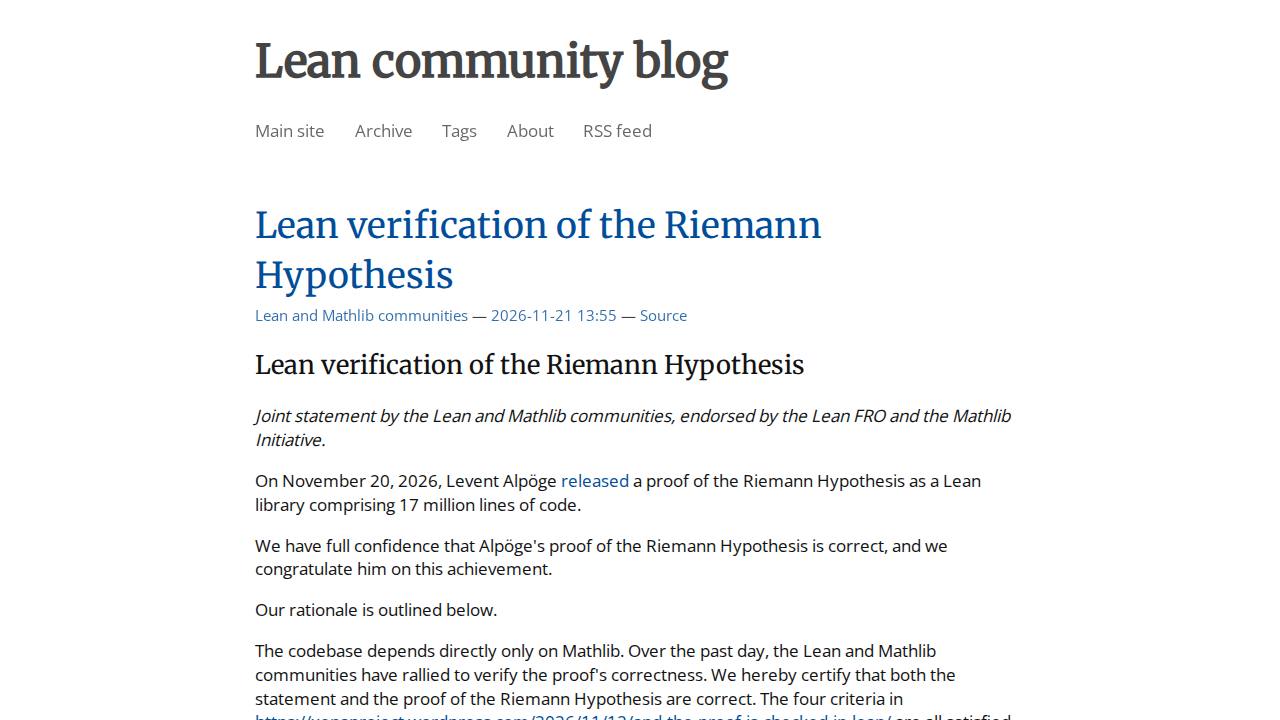 Lean community blog
Main site Archive Tags About RSS feed
Lean verification of the Riemann
Hypothesis
Lean and Mathlib communities — 2026-11-21 13:55 — Source
Lean verification of the Riemann Hypothesis
Joint statement by the Lean and Mathlib communities, endorsed by the Lean FRO and the Mathlib
Initiative.
On November 20, 2026, Levent Alpöge released a proof of the Riemann Hypothesis as a Lean
library comprising 17 million lines of code.
We have full confidence that Alpöge's proof of the Riemann Hypothesis is correct, and we
congratulate him on this achievement.
Our rationale is outlined below.
The codebase depends directly only on Mathlib. Over the past day, the Lean and Mathlib
communities have rallied to verify the proof's correctness. We hereby certify that both the
statement and the proof of the Riemann Hypothesis are correct. The four criteria in